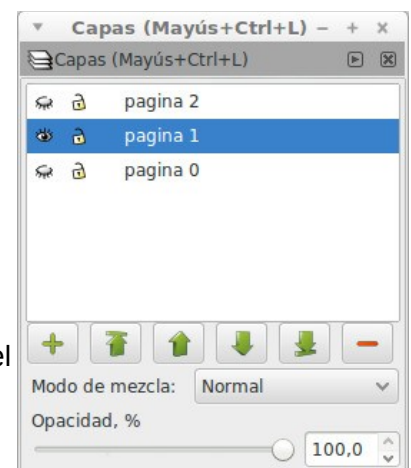 Capas (Mayús+Ctrl+L)
Capas (Mayús+Ctrl+L)
pagina 2
pagina 1
pagina 0
el
Modo de mezcla: Normal
Opacidad, %
100,0